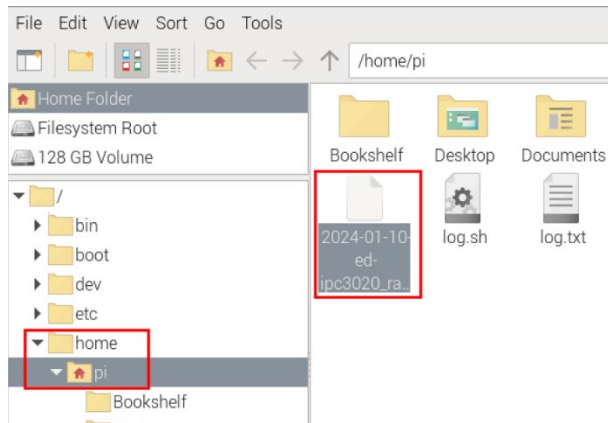 File Edit View Sort Go Tools
/home/pi
Home Folder
Filesystem Root
128 GB Volume
/
bin
boot
dev
etc
home
pi
Bookshelf
Bookshelf Desktop Documents
2024-01-10-
ed-
ipc3020_ra..
log.sh log.txt